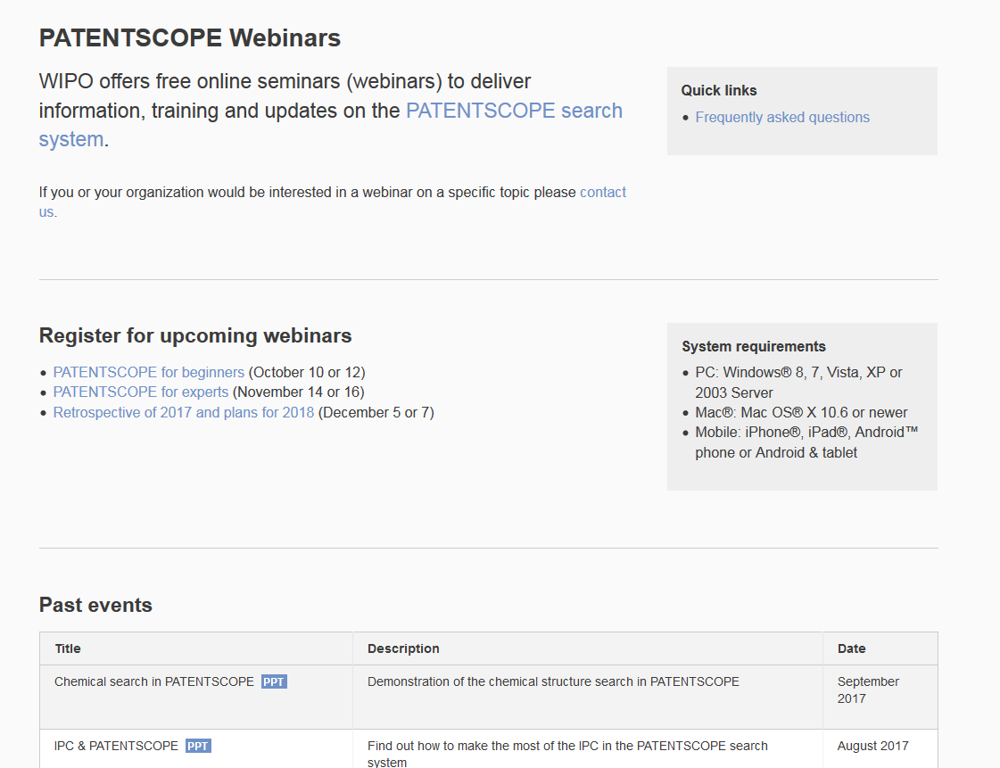 PATENTSCOPE Webinars
WIPO offers free online seminars (webinars) to deliver
information, training and updates on the PATENTSCOPE search
system.
If you or your organization would be interested in a webinar on a specific topic please contact
us.
Quick links
• Frequently asked questions
Register for upcoming webinars
• PATENTSCOPE for beginners (October 10 or 12)
• PATENTSCOPE for experts (November 14 or 16)
• Retrospective of 2017 and plans for 2018 (December 5 or 7)
System requirements
• PC: Windows® 8, 7, Vista, XP or
2003 Server
• Mac®: Mac OS® X 10.6 or newer
• Mobile: iPhone®, iPad®, Android™
phone or Android & tablet
Past events
Title Description Date
Chemical search in PATENTSCOPE PPT Demonstration of the chemical structure search in PATENTSCOPE September
2017
IPC & PATENTSCOPE PPT Find out how to make the most of the IPC in the PATENTSCOPE search August 2017
system